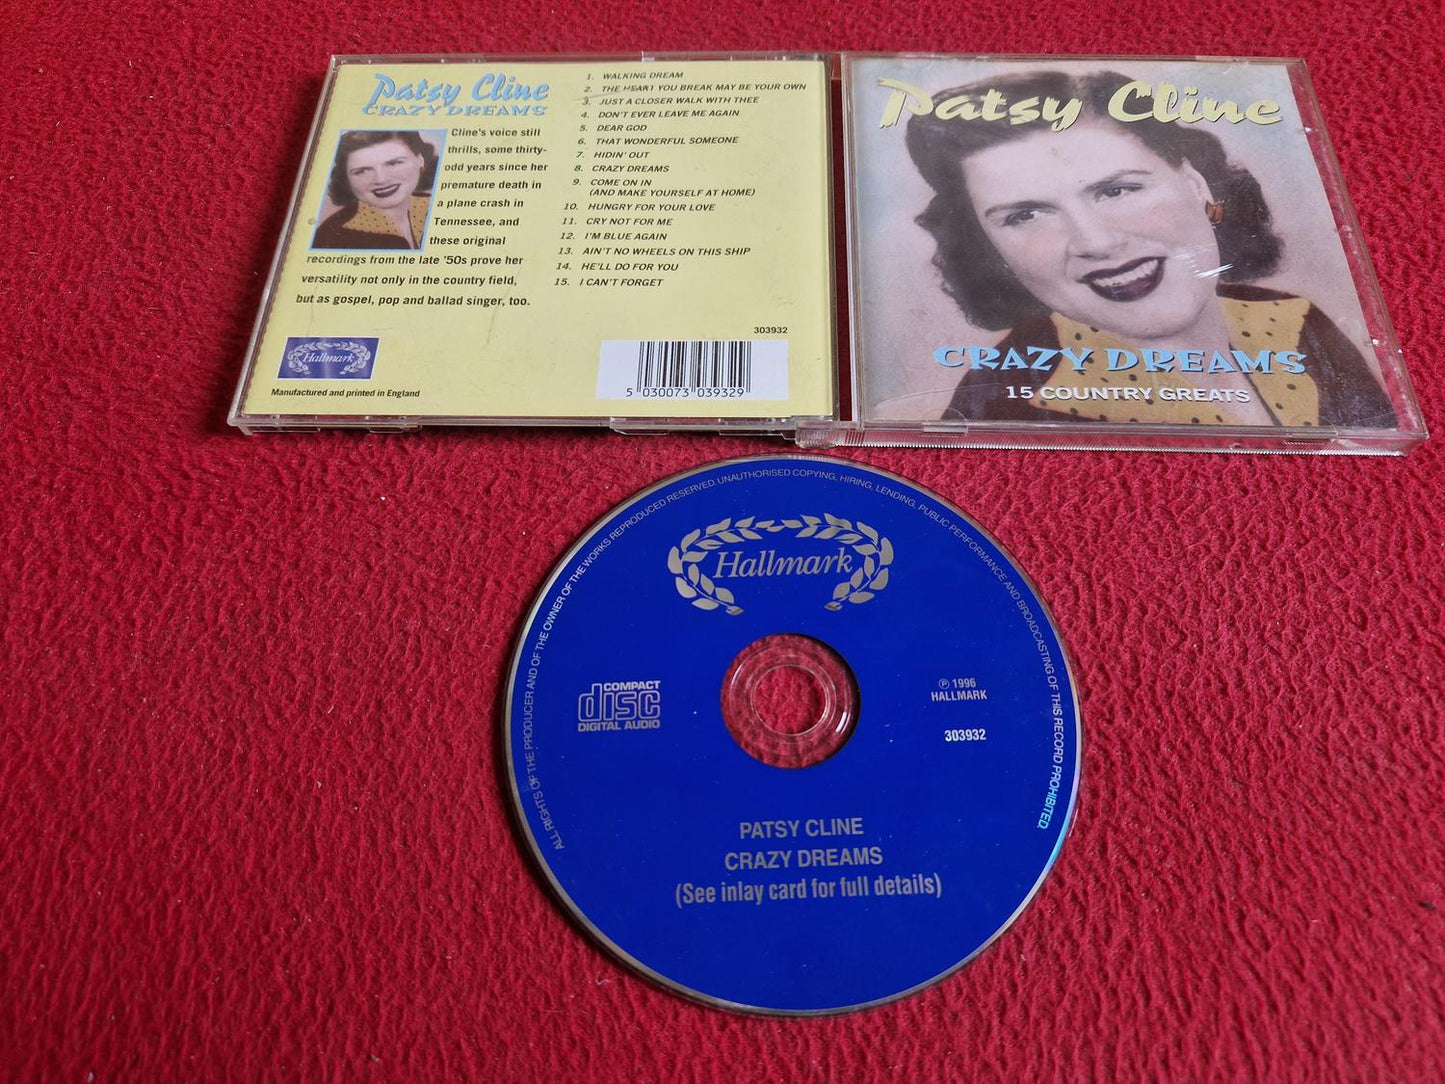 Patsy Cline
CRAZY DREAMS
Cline's voice still
thrills, some thirty-
odd years since her
premature death in
a plane crash in
Tennessee, and
these original
recordings from the late '50s prove her
versatility not only in the country field,
but as gospel, pop and ballad singer, too.
Hallmark
Manufactured and printed in England
1. WALKING DREAM
2. THE HEART YOU BREAK MAY BE YOUR OWN
3. JUST A CLOSER WALK WITH THEE
4. DON'T EVER LEAVE ME AGAIN
5. DEAR GOD
6. THAT WONDERFUL SOMEONE
7. HIDIN' OUT
8. CRAZY DREAMS
9. COME ON IN
(AND MAKE YOURSELF AT HOME)
10. HUNGRY FOR YOUR LOVE
11. CRY NOT FOR ME
12. I'M BLUE AGAIN
13. AIN'T NO WHEELS ON THIS SHIP
14. HE'LL DO FOR YOU
15. I CAN'T FORGET
303932
5 030073 039329
Patsy Cline
CRAZY DREAMS
15 COUNTRY GREATS
ALL RIGHTS OF THE PRODUCER AND OF THE OWNER OF THE WORKS REPRODUCED RESERVED. UNAUTHORISED COPYING, HIRING, LENDING, PUBLIC PERFORMANCE AND BROADCASTING OF THIS RECORD PROHIBITED.
Hallmark
COMPACT
disc
DIGITAL AUDIO
℗ 1996
HALLMARK
303932
PATSY CLINE
CRAZY DREAMS
(See inlay card for full details)